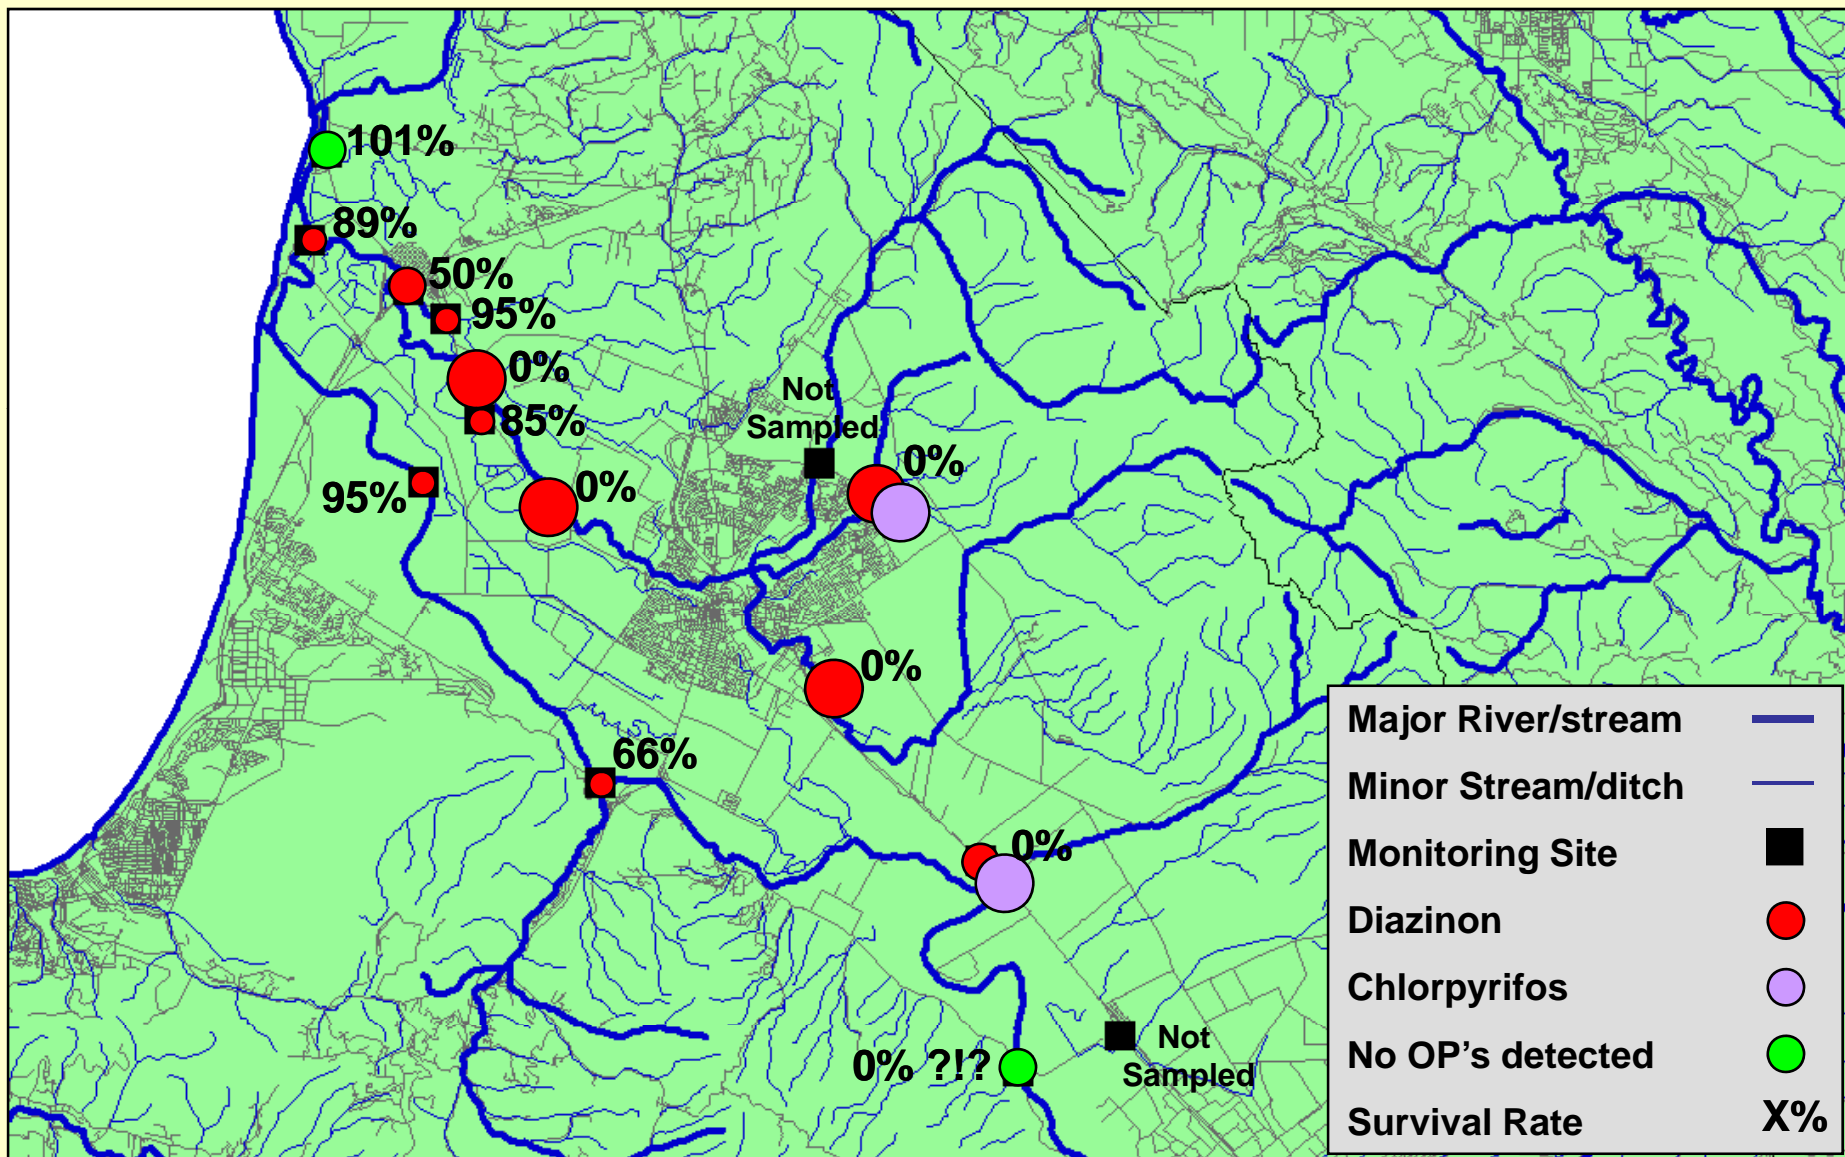 101%
89%
50%
95%
0%
85%
95%
0%
Not
Sampled
0%
0%
66%
0%
0% ?!?
Not
Sampled
Major River/stream
Minor Stream/ditch
Monitoring Site
Diazinon
Chlorpyrifos
No OP’s detected
Survival Rate X%